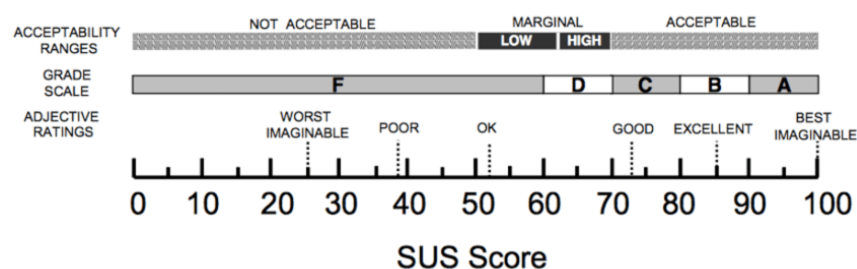 NOT ACCEPTABLE MARGINAL ACCEPTABLE
ACCEPTABILITY RANGES
LOW HIGH
GRADE SCALE
F D C B A
ADJECTIVE RATINGS
WORST IMAGINABLE POOR OK GOOD EXCELLENT BEST IMAGINABLE
0 10 20 30 40 50 60 70 80 90 100
SUS Score